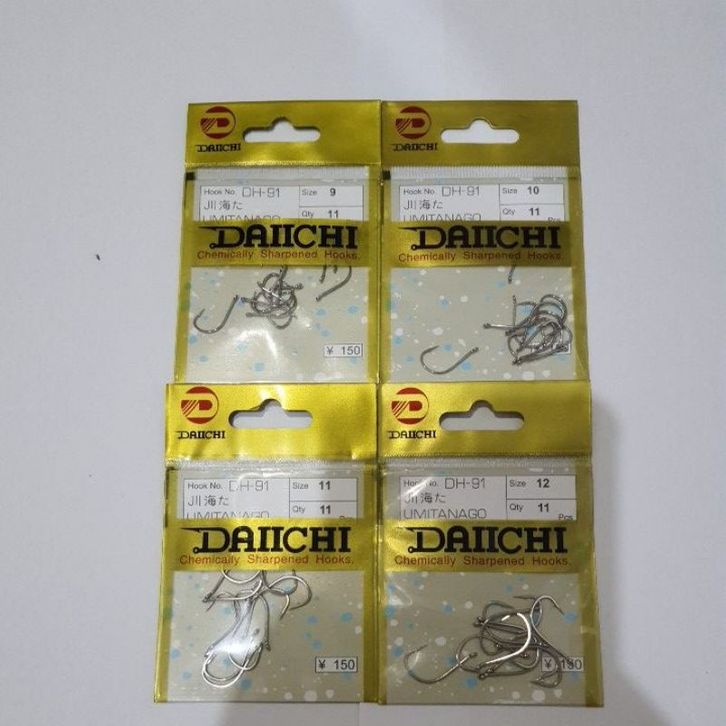 DAIICHI
Hook No. DH-91 Size 9
川海た Qty 11
UMITANAGO
DAIICHI
Chemically Sharpened Hooks.
¥ 150
DAIICHI
Hook No. DH-91 Size 10
川海た Qty 11
UMITANAGO Pcs
DAIICHI
Chemically Sharpened Hooks.
DAIICHI
Hook No. DH-91 Size 11
川海た Qty 11
UMITANAGO
DAIICHI
Chemically Sharpened Hooks.
¥ 150
DAIICHI
Hook No. DH-91 Size 12
川海た Qty 11
UMITANAGO Pcs
DAIICHI
Chemically Sharpened Hooks.